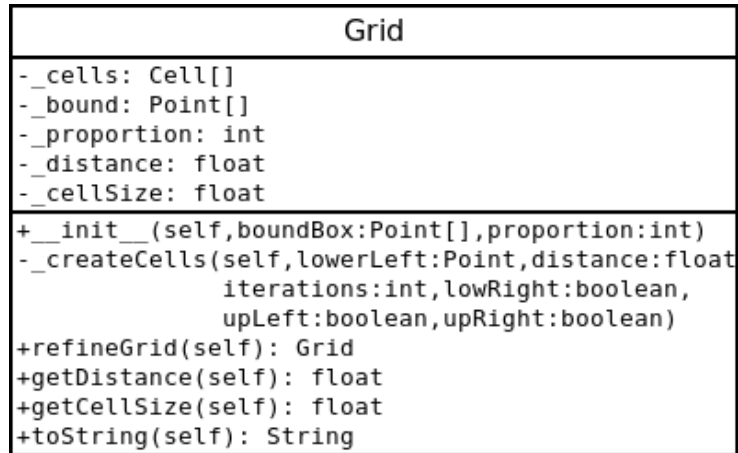 Grid
-_cells: Cell[]
-_bound: Point[]
-_proportion: int
-_distance: float
-_cellSize: float
+__init__(self,boundBox:Point[],proportion:int)
-_createCells(self,lowerLeft:Point,distance:float
iterations:int,lowRight:boolean,
upLeft:boolean,upRight:boolean)
+refineGrid(self): Grid
+getDistance(self): float
+getCellSize(self): float
+toString(self): String